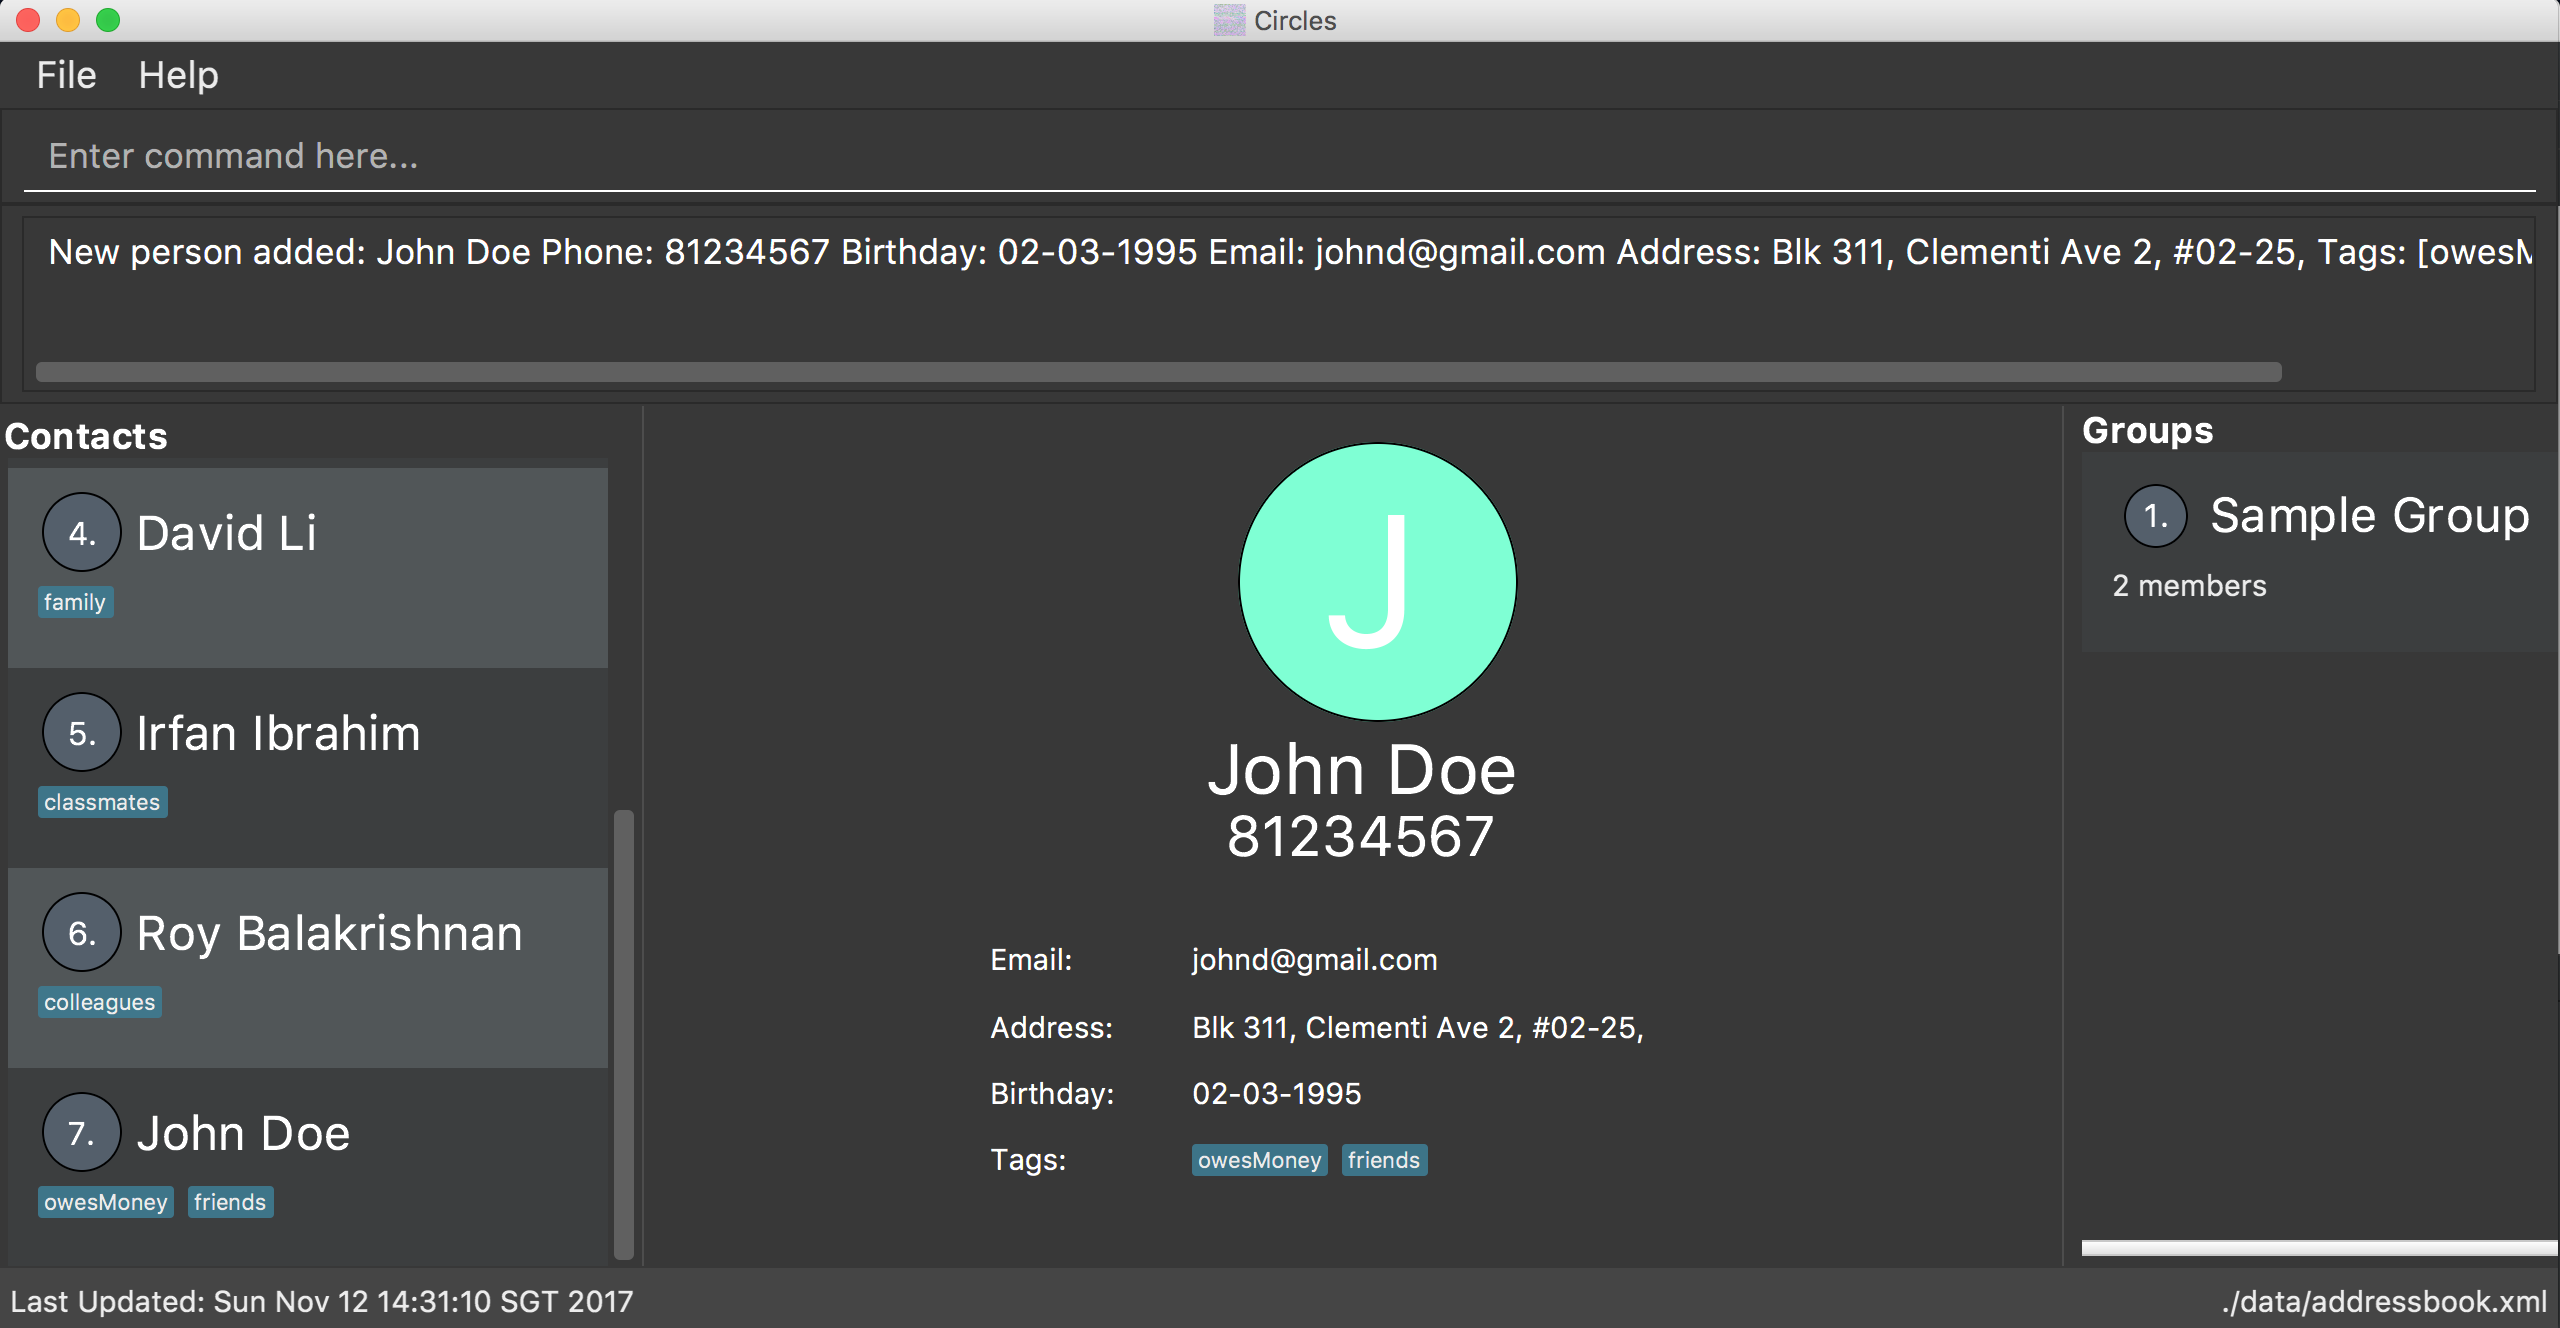 Circles
File Help
Enter command here...
New person added: John Doe Phone: 81234567 Birthday: 02-03-1995 Email: johnd@gmail.com Address: Blk 311, Clementi Ave 2, #02-25, Tags: [owesM
Contacts
4. David Li
family
5. Irfan Ibrahim
classmates
6. Roy Balakrishnan
colleagues
7. John Doe
owesMoney friends
J
John Doe
81234567
Email: johnd@gmail.com
Address: Blk 311, Clementi Ave 2, #02-25,
Birthday: 02-03-1995
Tags: owesMoney friends
Groups
1. Sample Group
2 members
Last Updated: Sun Nov 12 14:31:10 SGT 2017
./data/addressbook.xml